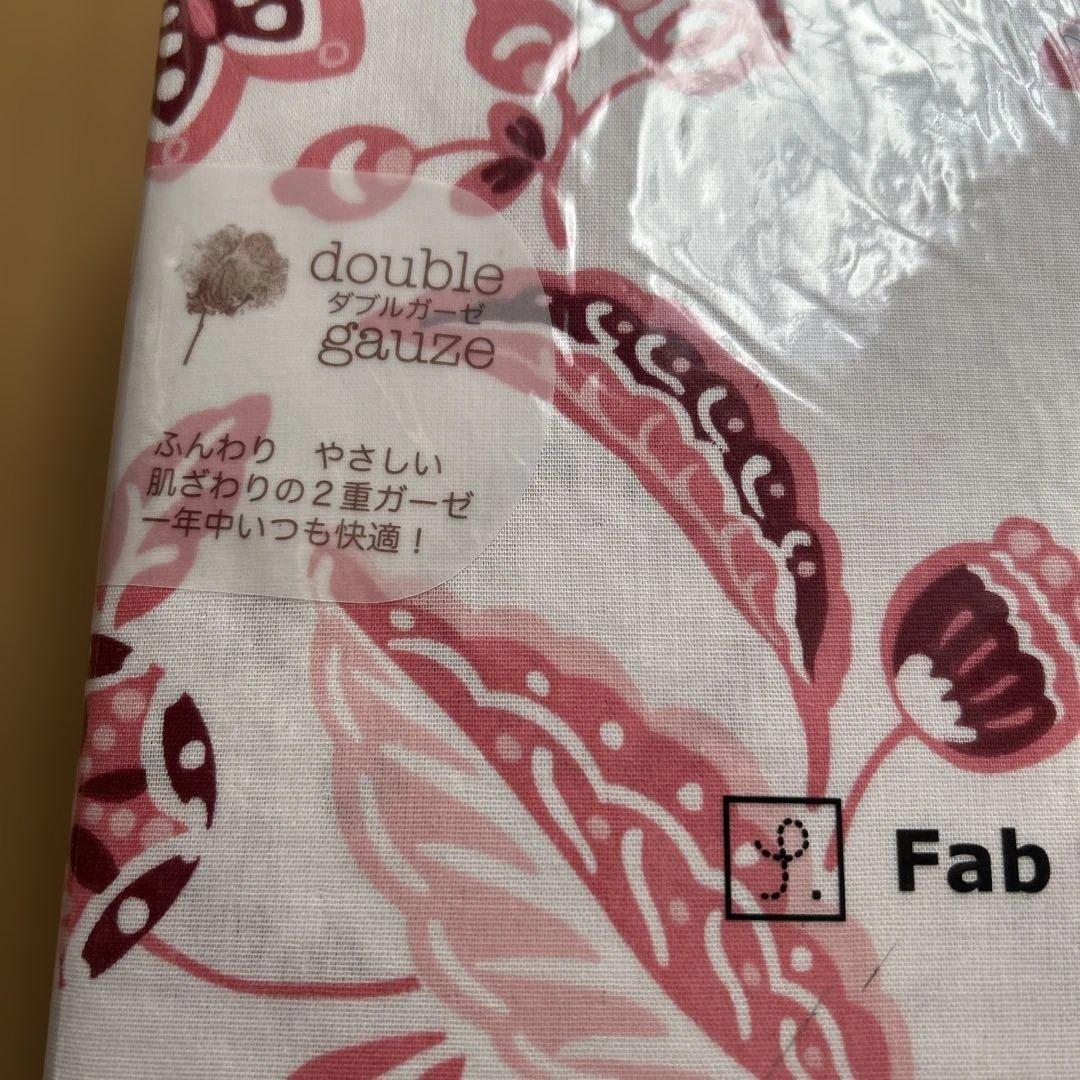 double
ダブルガーゼ
gauze
ふんわり やさしい
肌ざわりの2重ガーゼ
一年中いつも快適!
Fab